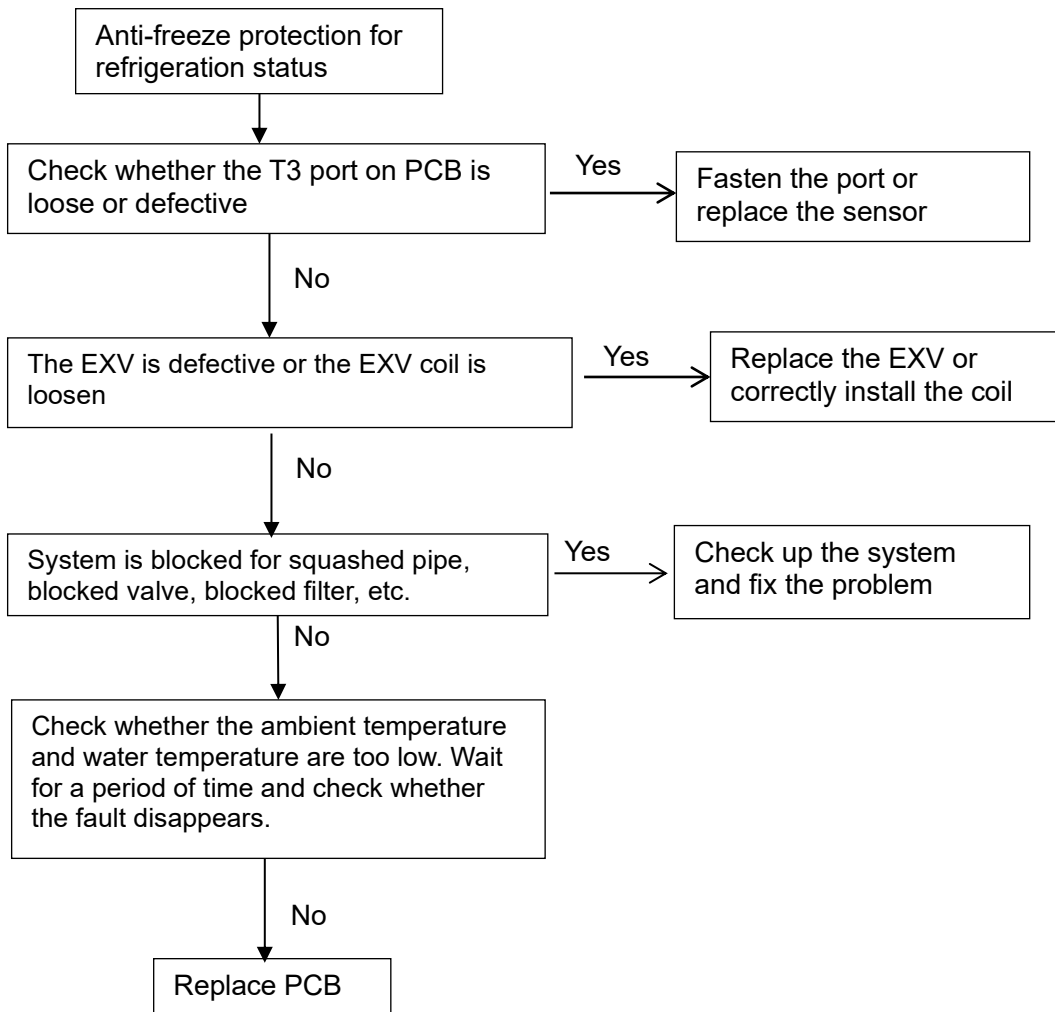 Anti-freeze protection for
refrigeration status
Check whether the T3 port on PCB is
loose or defective
Yes
Fasten the port or
replace the sensor
No
The EXV is defective or the EXV coil is
loosen
Yes
Replace the EXV or
correctly install the coil
No
System is blocked for squashed pipe,
blocked valve, blocked filter, etc.
Yes
Check up the system
and fix the problem
No
Check whether the ambient temperature
and water temperature are too low. Wait
for a period of time and check whether
the fault disappears.
No
Replace PCB